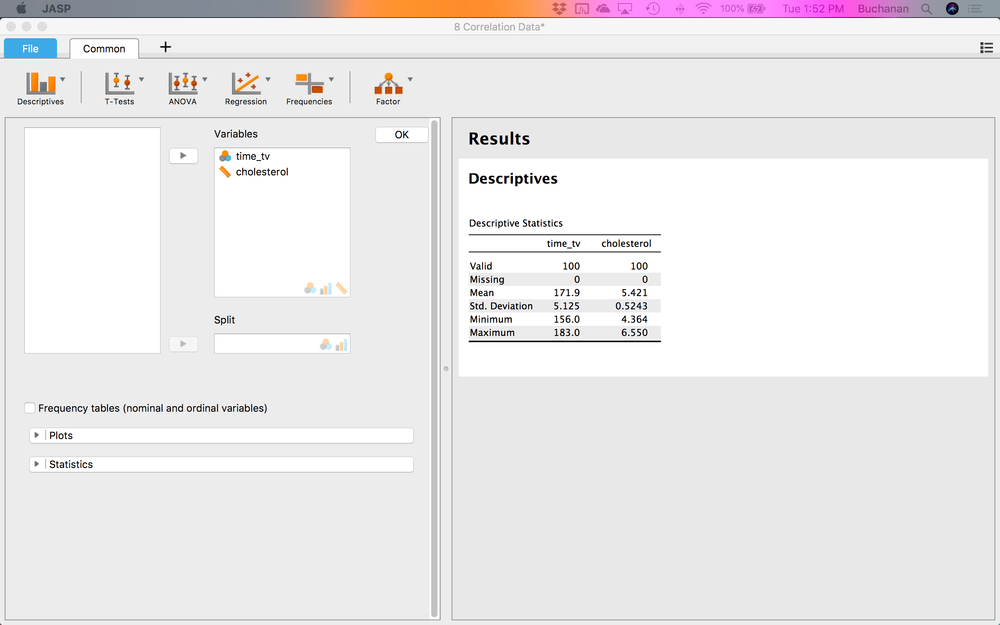 JASP 100% Tue 1:52 PM Buchanan
8 Correlation Data*
File Common +
Descriptives T-Tests ANOVA Regression Frequencies Factor
Variables
OK
time_tv
cholesterol
Split
Frequency tables (nominal and ordinal variables)
Plots
Statistics
Results
Descriptives
Descriptive Statistics
time_tv cholesterol
Valid 100 100
Missing 0 0
Mean 171.9 5.421
Std. Deviation 5.125 0.5243
Minimum 156.0 4.364
Maximum 183.0 6.550